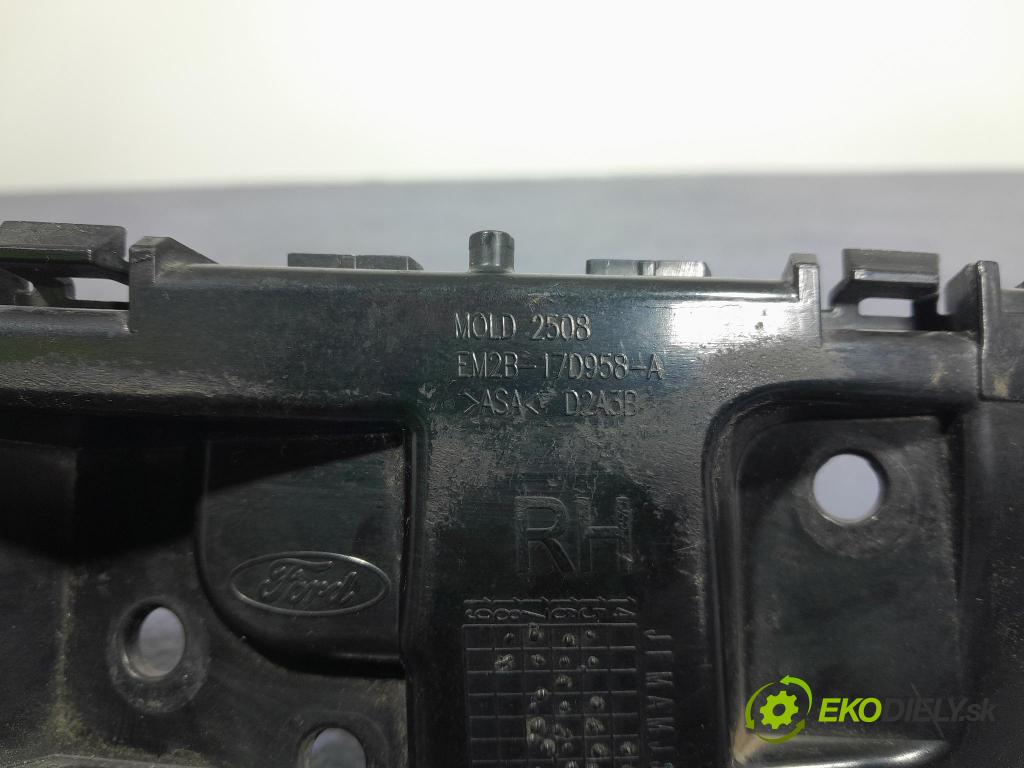 MOLD 2508
EM2B-17D958-A
>ASA< D2A3B
RH
Ford
EKODIELY.sk